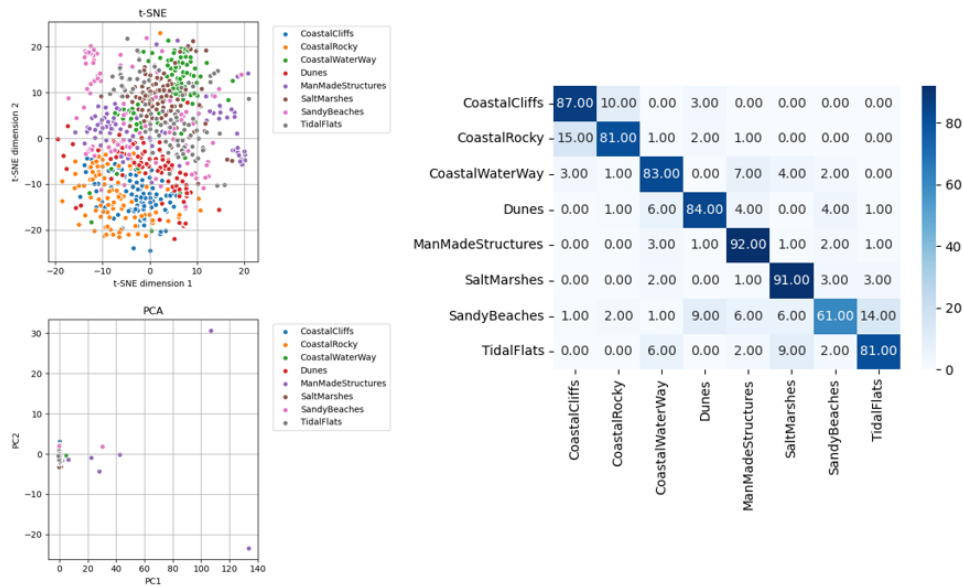 t-SNE
20
10
0
−10
−20
−20 −10 0 10 20
t-SNE dimension 1
t-SNE dimension 2
CoastalCliffs
CoastalRocky
CoastalWaterWay
Dunes
ManMadeStructures
SaltMarshes
SandyBeaches
TidalFlats
PCA
30
20
10
0
−10
−20
0 20 40 60 80 100 120 140
PC1
PC2
CoastalCliffs
CoastalRocky
CoastalWaterWay
Dunes
ManMadeStructures
SaltMarshes
SandyBeaches
TidalFlats
CoastalCliffs 87.00 10.00 0.00 3.00 0.00 0.00 0.00 0.00
CoastalRocky 15.00 81.00 1.00 2.00 1.00 0.00 0.00 0.00
CoastalWaterWay 3.00 1.00 83.00 0.00 7.00 4.00 2.00 0.00
Dunes 0.00 1.00 6.00 84.00 4.00 0.00 4.00 1.00
ManMadeStructures 0.00 0.00 3.00 1.00 92.00 1.00 2.00 1.00
SaltMarshes 0.00 0.00 2.00 0.00 1.00 91.00 3.00 3.00
SandyBeaches 1.00 2.00 1.00 9.00 6.00 6.00 61.00 14.00
TidalFlats 0.00 0.00 6.00 0.00 2.00 9.00 2.00 81.00
CoastalCliffs
CoastalRocky
CoastalWaterWay
Dunes
ManMadeStructures
SaltMarshes
SandyBeaches
TidalFlats
80
60
40
20
0